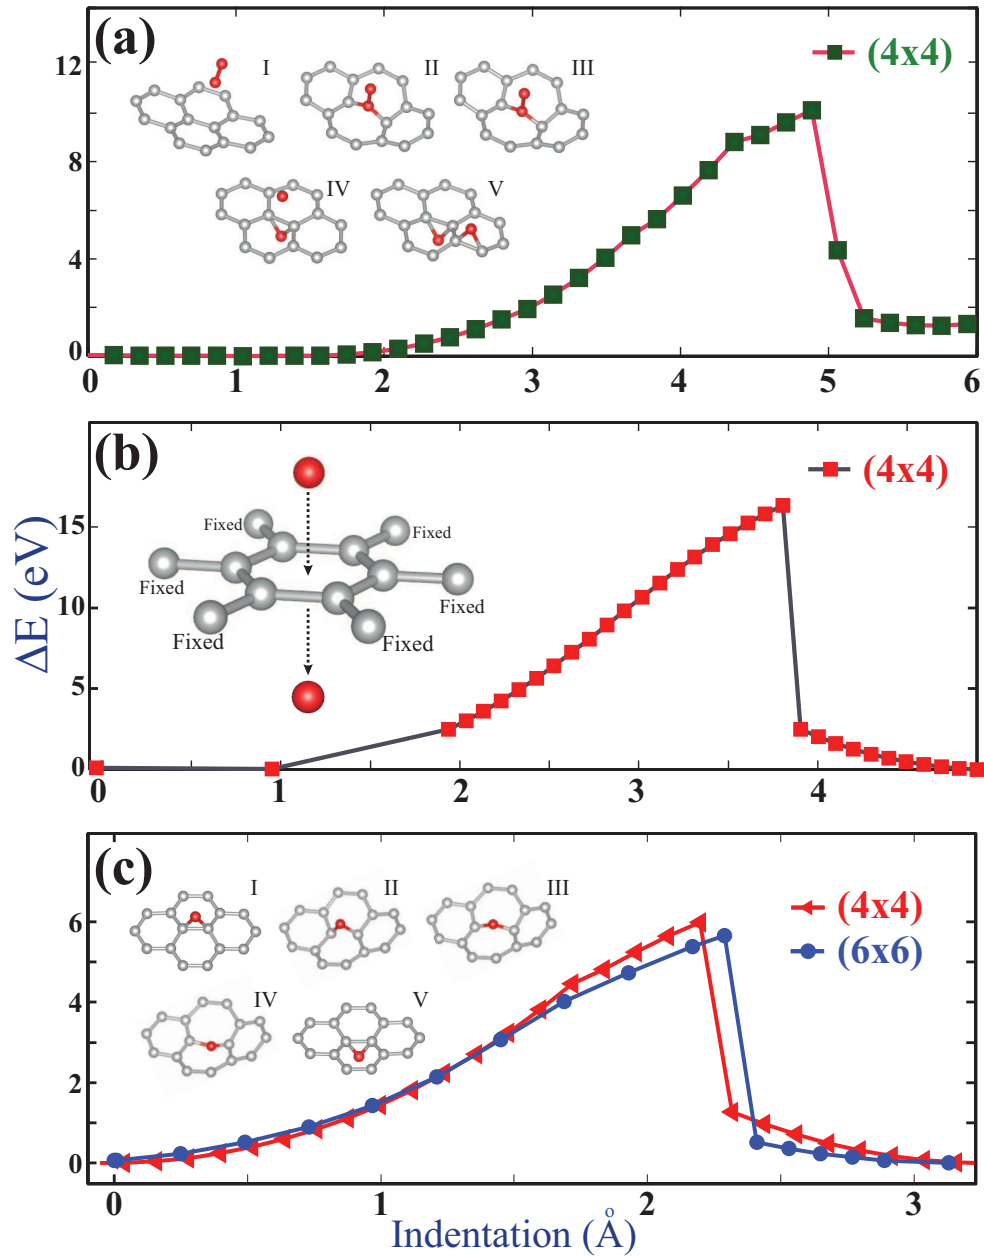 (a)
(4x4)
I
II
III
IV
V
12
8
4
0
0 1 2 3 4 5 6
(b)
(4x4)
Fixed
Fixed
Fixed
Fixed
Fixed
Fixed
ΔE (eV)
15
10
5
0
0 1 2 3 4
(c)
(4x4)
(6x6)
I
II
III
IV
V
6
4
2
0
0 1 2 3
Indentation (Å)